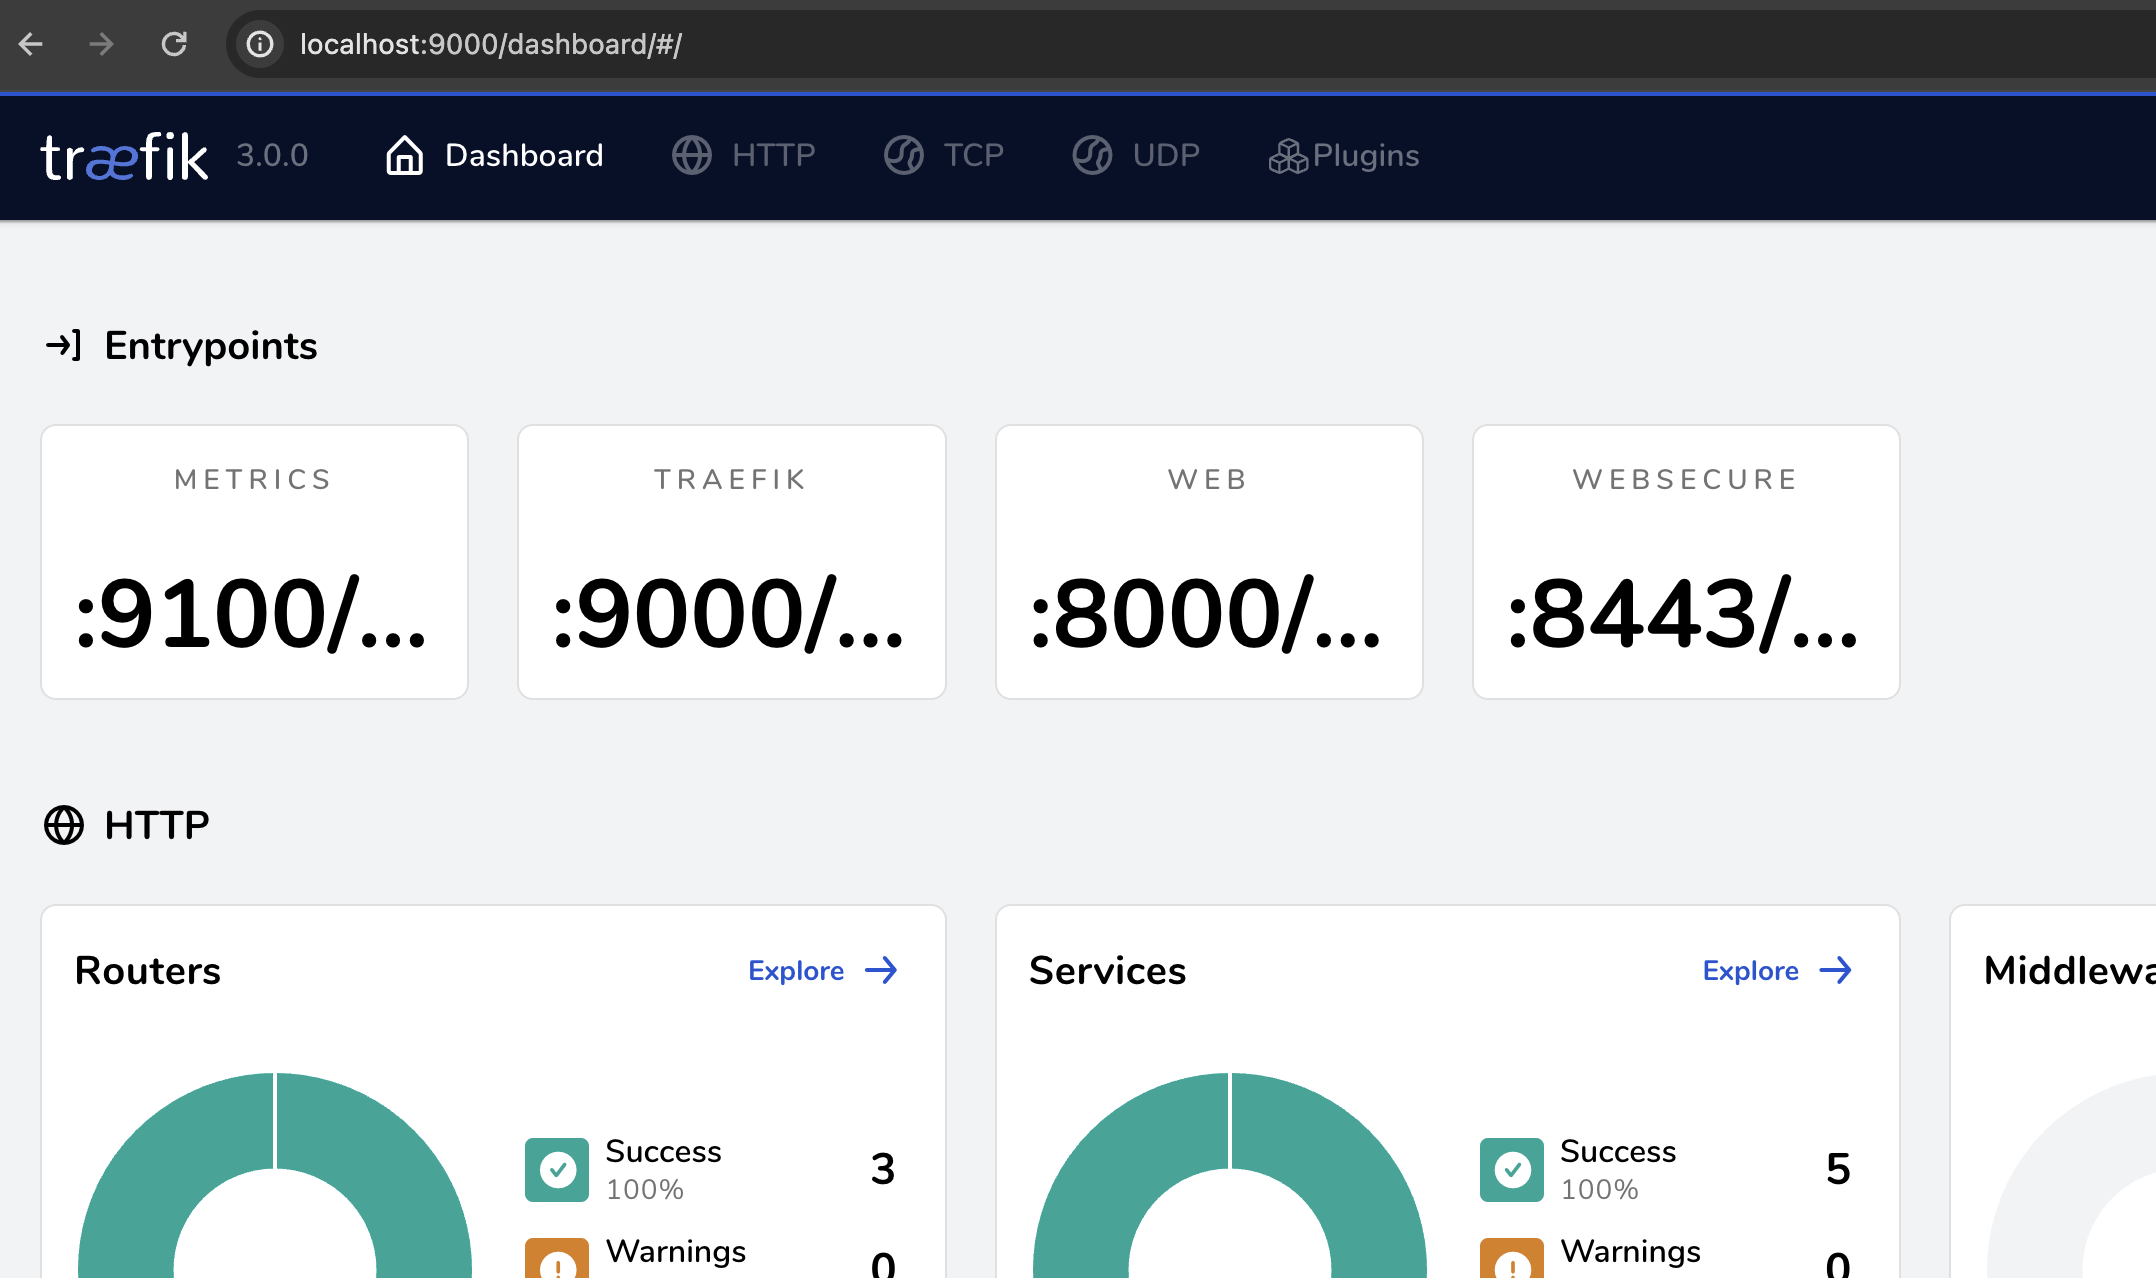 localhost:9000/dashboard/#/
træfik 3.0.0 Dashboard HTTP TCP UDP Plugins
Entrypoints
METRICS TRAEFIK WEB WEBSECURE
:9100/... :9000/... :8000/... :8443/...
HTTP
Routers Explore Services Explore Middlewa
Success 3 Success 5
100% 100%
Warnings 0 Warnings 0